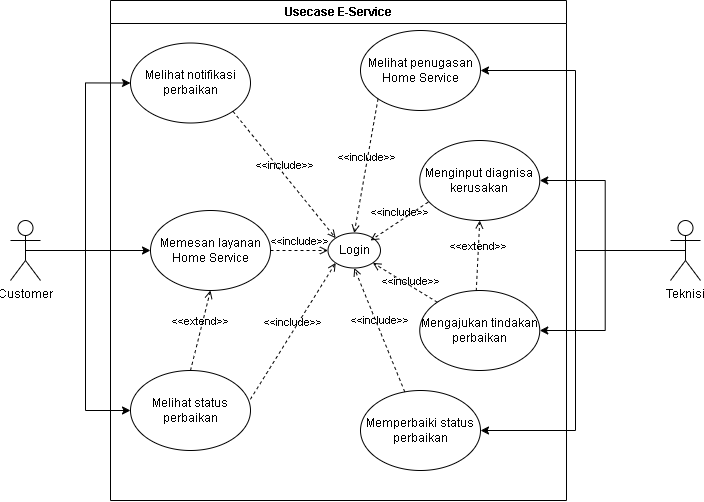 Usecase E-Service
Melihat notifikasi
perbaikan
Melihat penugasan
Home Service
<<include>>
<<include>>
Menginput diagnisa
kerusakan
<<include>>
Memesan layanan
Home Service
<<include>>
Login
<<extend>>
Customer
Teknisi
<<include>>
<<extend>>
<<include>>
<<include>>
Mengajukan tindakan
perbaikan
Melihat status
perbaikan
Memperbaiki status
perbaikan